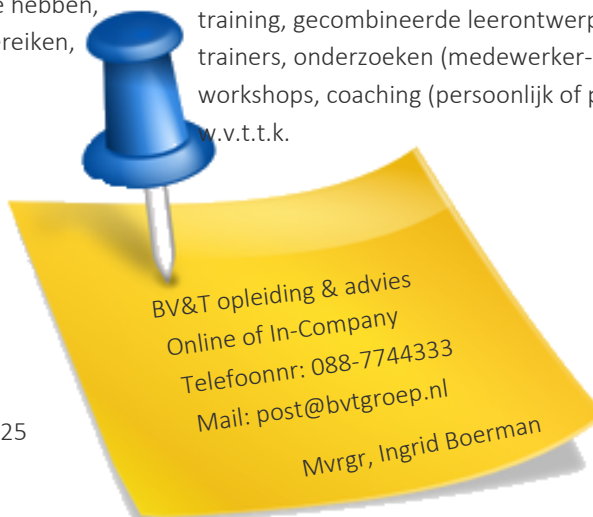 e hebben,
ereiken,
training, gecombineerde leerontwerp
trainers, onderzoeken (medewerker-
workshops, coaching (persoonlijk of p
w.v.t.t.k.
BV&T opleiding & advies
Online of In-Company
Telefoonnr: 088-7744333
Mail: post@bvtgroep.nl
Mvrgr, Ingrid Boerman
25